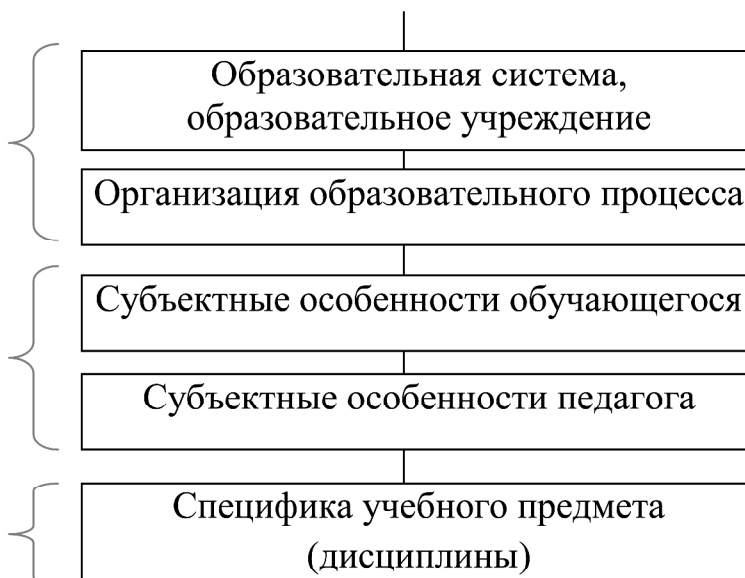 Образовательная система,
образовательное учреждение
Организация образовательного процесса
Субъектные особенности обучающегося
Субъектные особенности педагога
Специфика учебного предмета
(дисциплины)